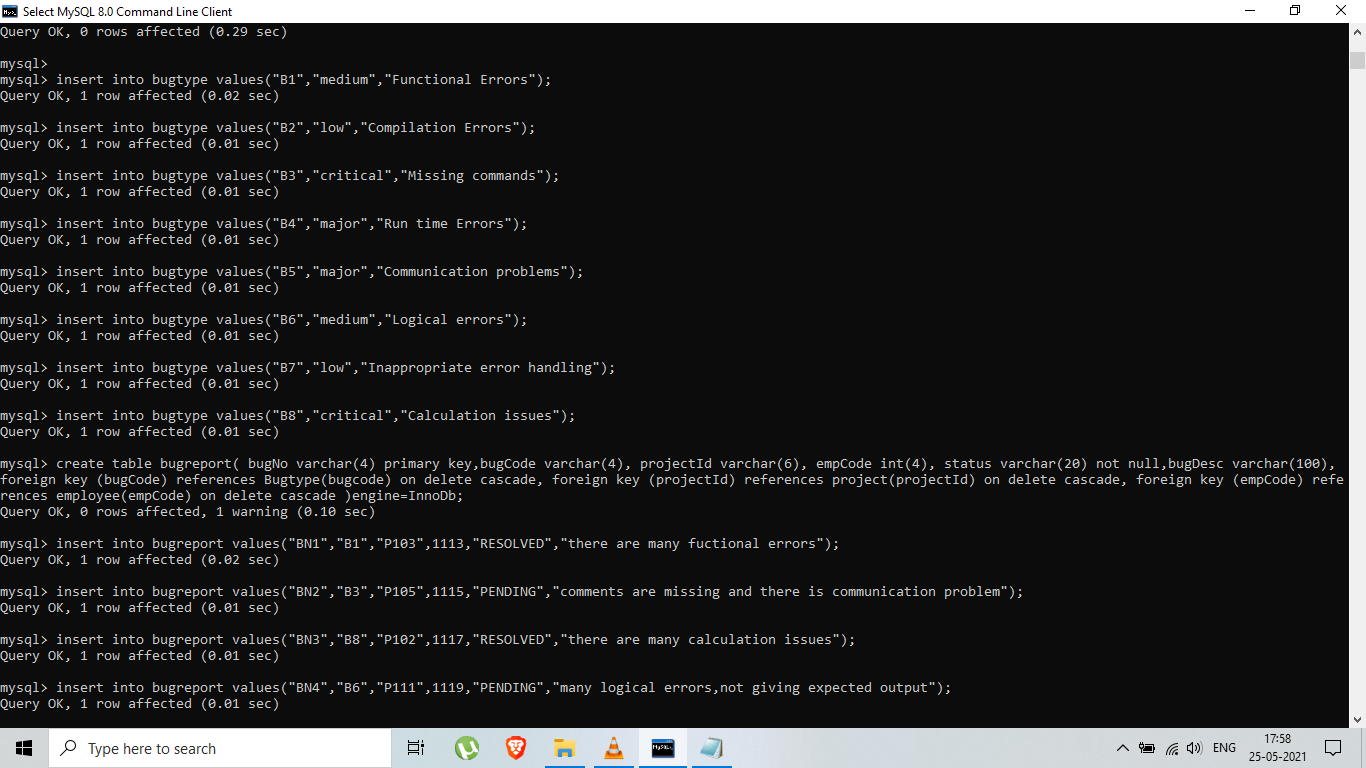 Select MySQL 8.0 Command Line Client
Query OK, 0 rows affected (0.29 sec)
mysql>
mysql> insert into bugtype values("B1","medium","Functional Errors");
Query OK, 1 row affected (0.02 sec)
mysql> insert into bugtype values("B2","low","Compilation Errors");
Query OK, 1 row affected (0.01 sec)
mysql> insert into bugtype values("B3","critical","Missing commands");
Query OK, 1 row affected (0.01 sec)
mysql> insert into bugtype values("B4","major","Run time Errors");
Query OK, 1 row affected (0.01 sec)
mysql> insert into bugtype values("B5","major","Communication problems");
Query OK, 1 row affected (0.01 sec)
mysql> insert into bugtype values("B6","medium","Logical errors");
Query OK, 1 row affected (0.01 sec)
mysql> insert into bugtype values("B7","low","Inappropriate error handling");
Query OK, 1 row affected (0.01 sec)
mysql> insert into bugtype values("B8","critical","Calculation issues");
Query OK, 1 row affected (0.01 sec)
mysql> create table bugreport( bugNo varchar(4) primary key,bugCode varchar(4), projectId varchar(6), empCode int(4), status varchar(20) not null,bugDesc varchar(100),
foreign key (bugCode) references Bugtype(bugcode) on delete cascade, foreign key (projectId) references project(projectId) on delete cascade, foreign key (empCode) refe
rences employee(empCode) on delete cascade )engine=InnoDb;
Query OK, 0 rows affected, 1 warning (0.10 sec)
mysql> insert into bugreport values("BN1","B1","P103",1113,"RESOLVED","there are many fuctional errors");
Query OK, 1 row affected (0.02 sec)
mysql> insert into bugreport values("BN2","B3","P105",1115,"PENDING","comments are missing and there is communication problem");
Query OK, 1 row affected (0.01 sec)
mysql> insert into bugreport values("BN3","B8","P102",1117,"RESOLVED","there are many calculation issues");
Query OK, 1 row affected (0.01 sec)
mysql> insert into bugreport values("BN4","B6","P111",1119,"PENDING","many logical errors,not giving expected output");
Query OK, 1 row affected (0.01 sec)
Type here to search
ENG
17:58
25-05-2021